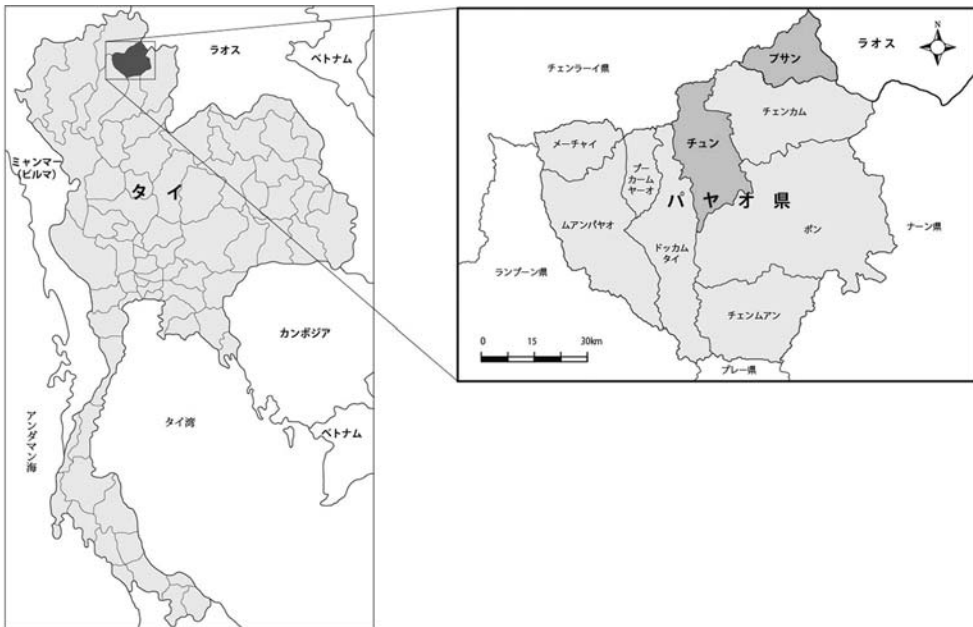 ラオス
ベトナム
ミャンマー
(ビルマ)
タイ
カンボジア
タイ湾
アンダマン海
ベトナム
ラオス
N
プサン
チェンラーイ県
チェンカム
チュン
メーチャイ
プー
カーム
ヤーオ
パヤオ県
ムアンパヤオ
ドッカム
タイ
ポン
ナーン県
ランプーン県
チェンムアン
0 15 30km
プレー県